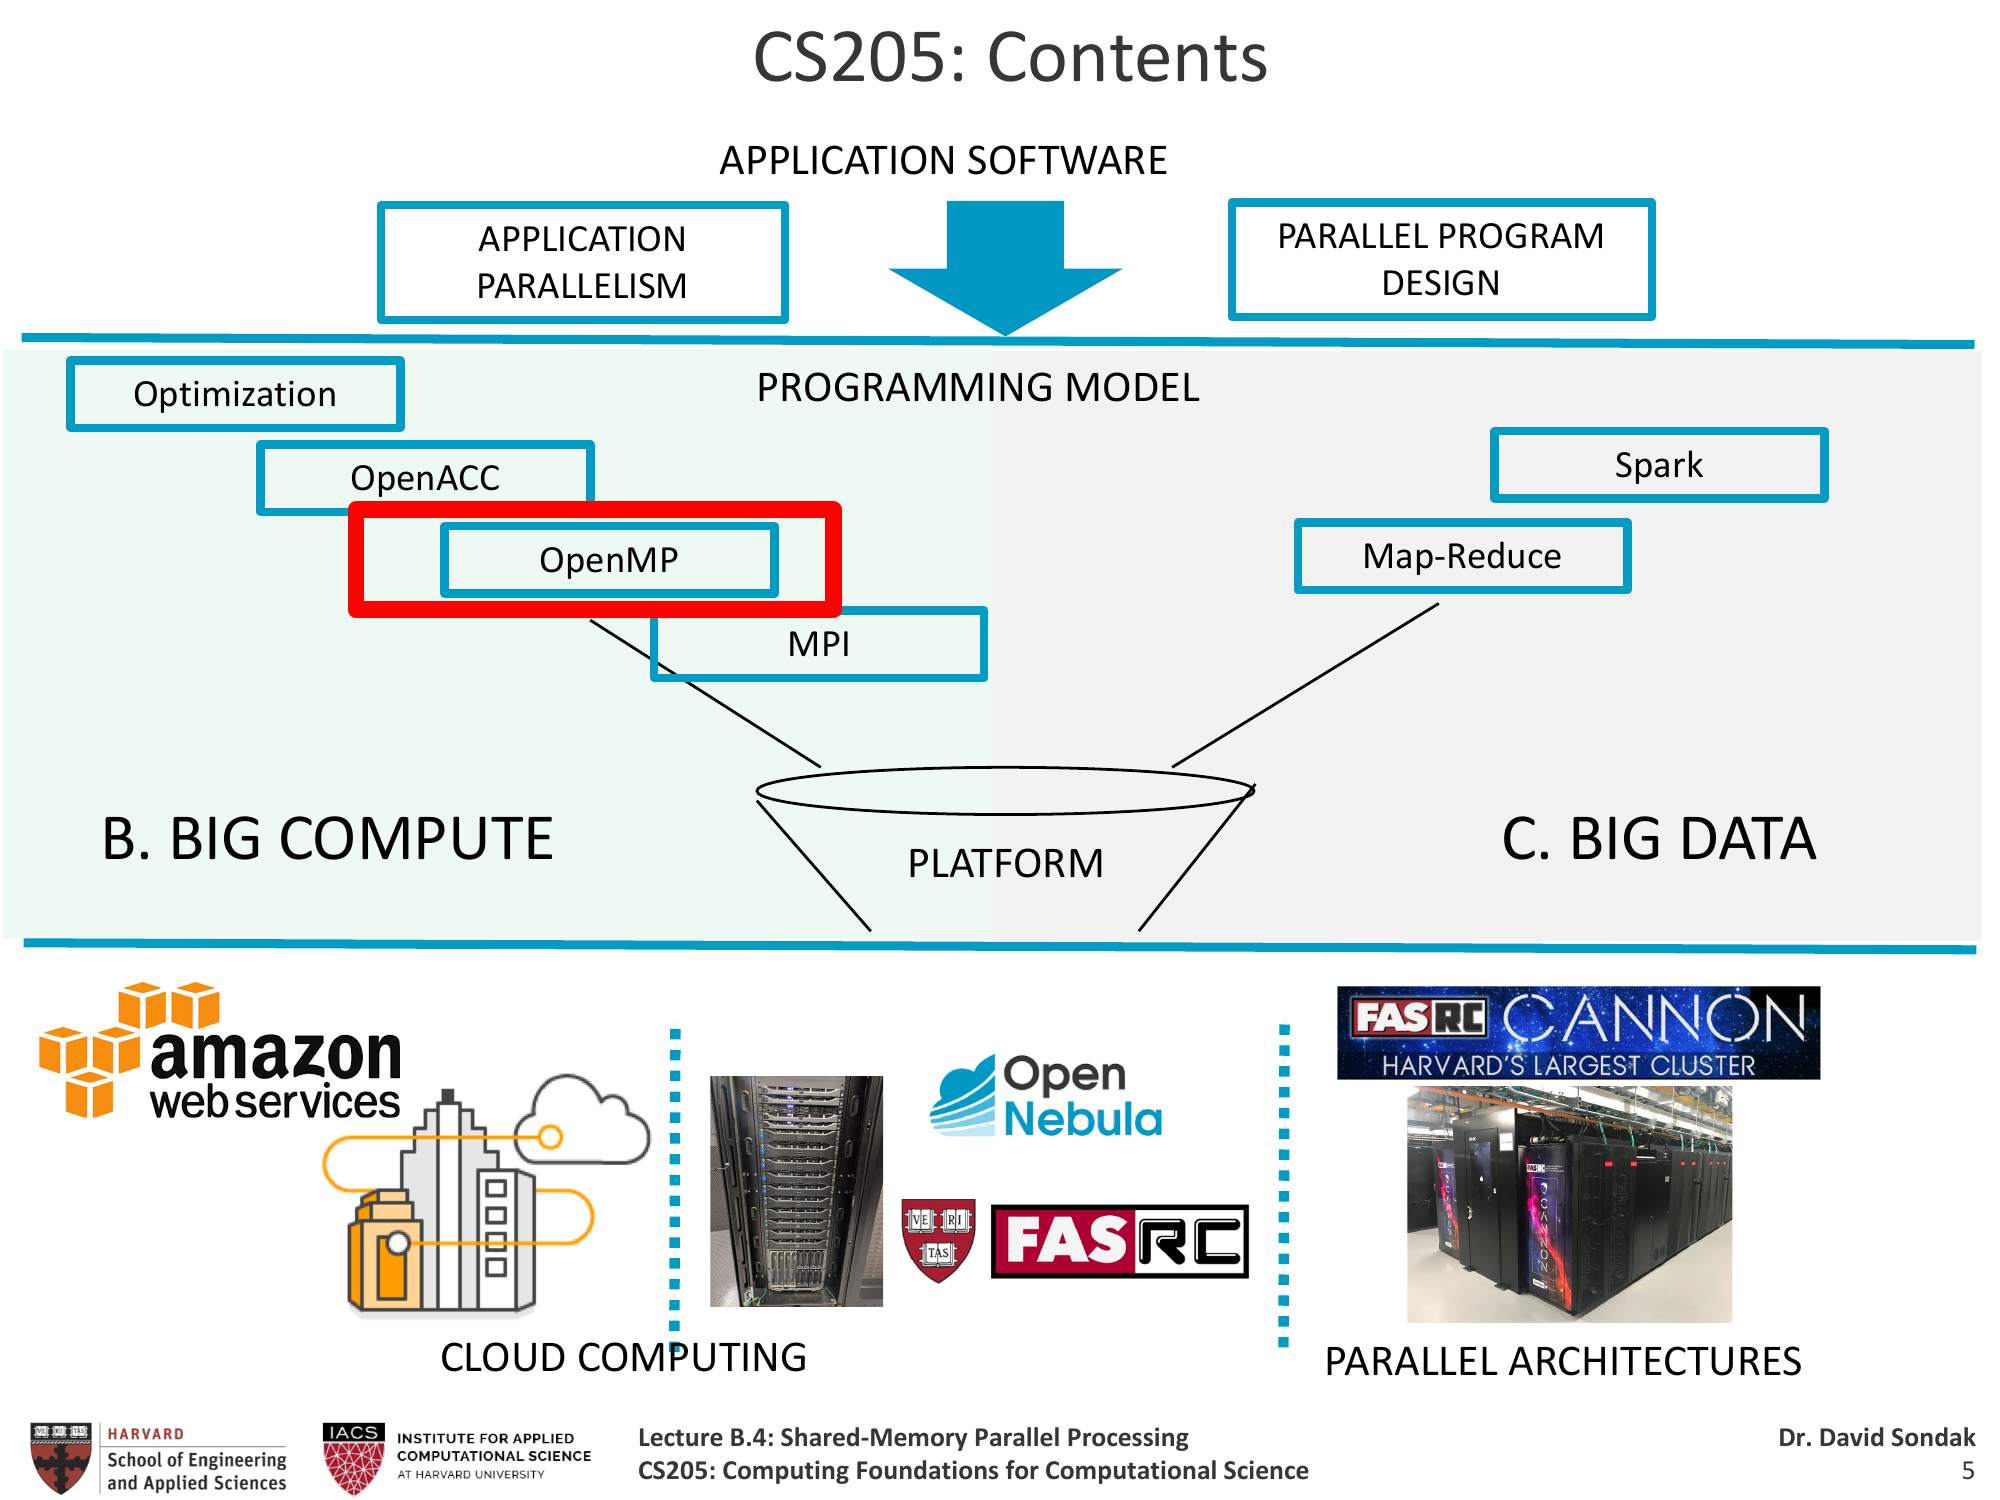 CS205: Contents
APPLICATION SOFTWARE
APPLICATION
PARALLELISM
PARALLEL PROGRAM
DESIGN
PROGRAMMING MODEL
Optimization
OpenACC
OpenMP
MPI
Spark
Map-Reduce
B. BIG COMPUTE
PLATFORM
C. BIG DATA
amazon
web services
Open
Nebula
VE RI
TAS
FASRC
FASRC CANNON
HARVARD'S LARGEST CLUSTER
FASRC
CANNON
CLOUD COMPUTING
PARALLEL ARCHITECTURES
HARVARD
School of Engineering
and Applied Sciences
IACS
INSTITUTE FOR APPLIED
COMPUTATIONAL SCIENCE
AT HARVARD UNIVERSITY
Lecture B.4: Shared-Memory Parallel Processing
CS205: Computing Foundations for Computational Science
Dr. David Sondak
5